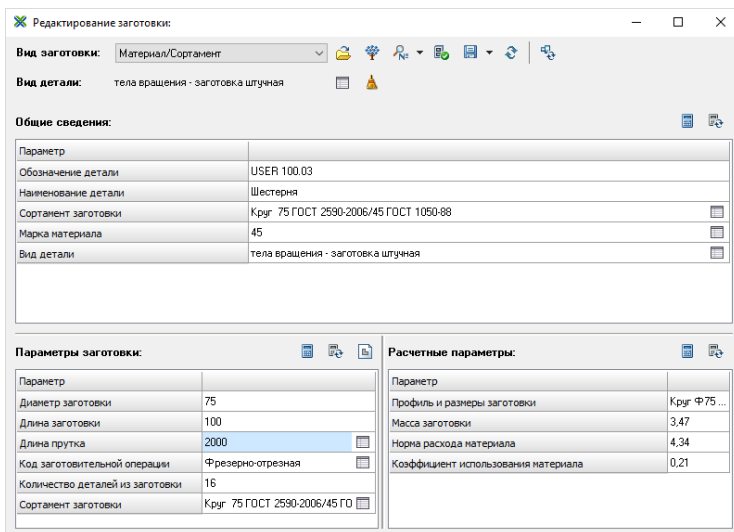 Редактирование заготовки:
Вид заготовки: Материал/Сортамент
Вид детали: тела вращения - заготовка штучная
Общие сведения:
Параметр
Обозначение детали USER 100.03
Наименование детали Шестерня
Сортамент заготовки Круг 75 ГОСТ 2590-2006/45 ГОСТ 1050-88
Марка материала 45
Вид детали тела вращения - заготовка штучная
Параметры заготовки:
Параметр
Диаметр заготовки 75
Длина заготовки 100
Длина прутка 2000
Код заготовительной операции Фрезерно-отрезная
Количество деталей из заготовки 16
Сортамент заготовки Круг 75 ГОСТ 2590-2006/45 ГО
Расчетные параметры:
Параметр
Профиль и размеры заготовки Круг Ф75 ...
Масса заготовки 3,47
Норма расхода материала 4,34
Коэффициент использования материала 0,21